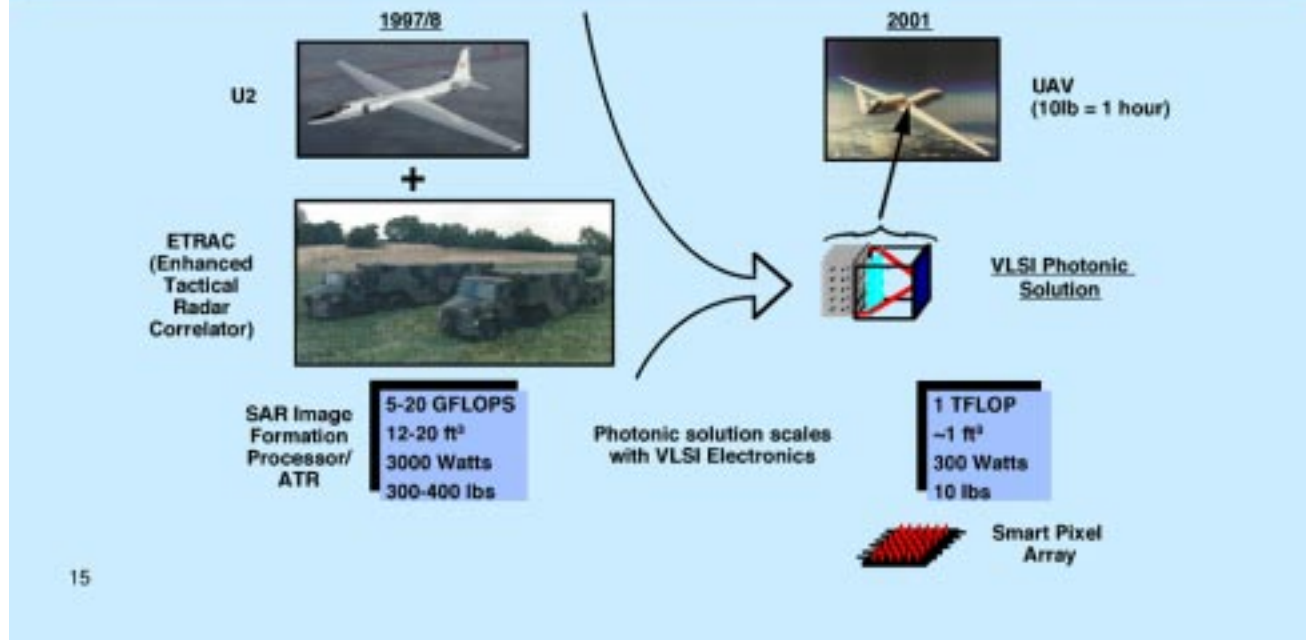 1997/8
2001
U2
UAV
(10lb = 1 hour)
+
ETRAC
(Enhanced
Tactical
Radar
Correlator)
VLSI Photonic
Solution
SAR Image
Formation
Processor/
ATR
5-20 GFLOPS
12-20 ft³
3000 Watts
300-400 lbs
Photonic solution scales
with VLSI Electronics
1 TFLOP
~1 ft³
300 Watts
10 lbs
Smart Pixel
Array
15